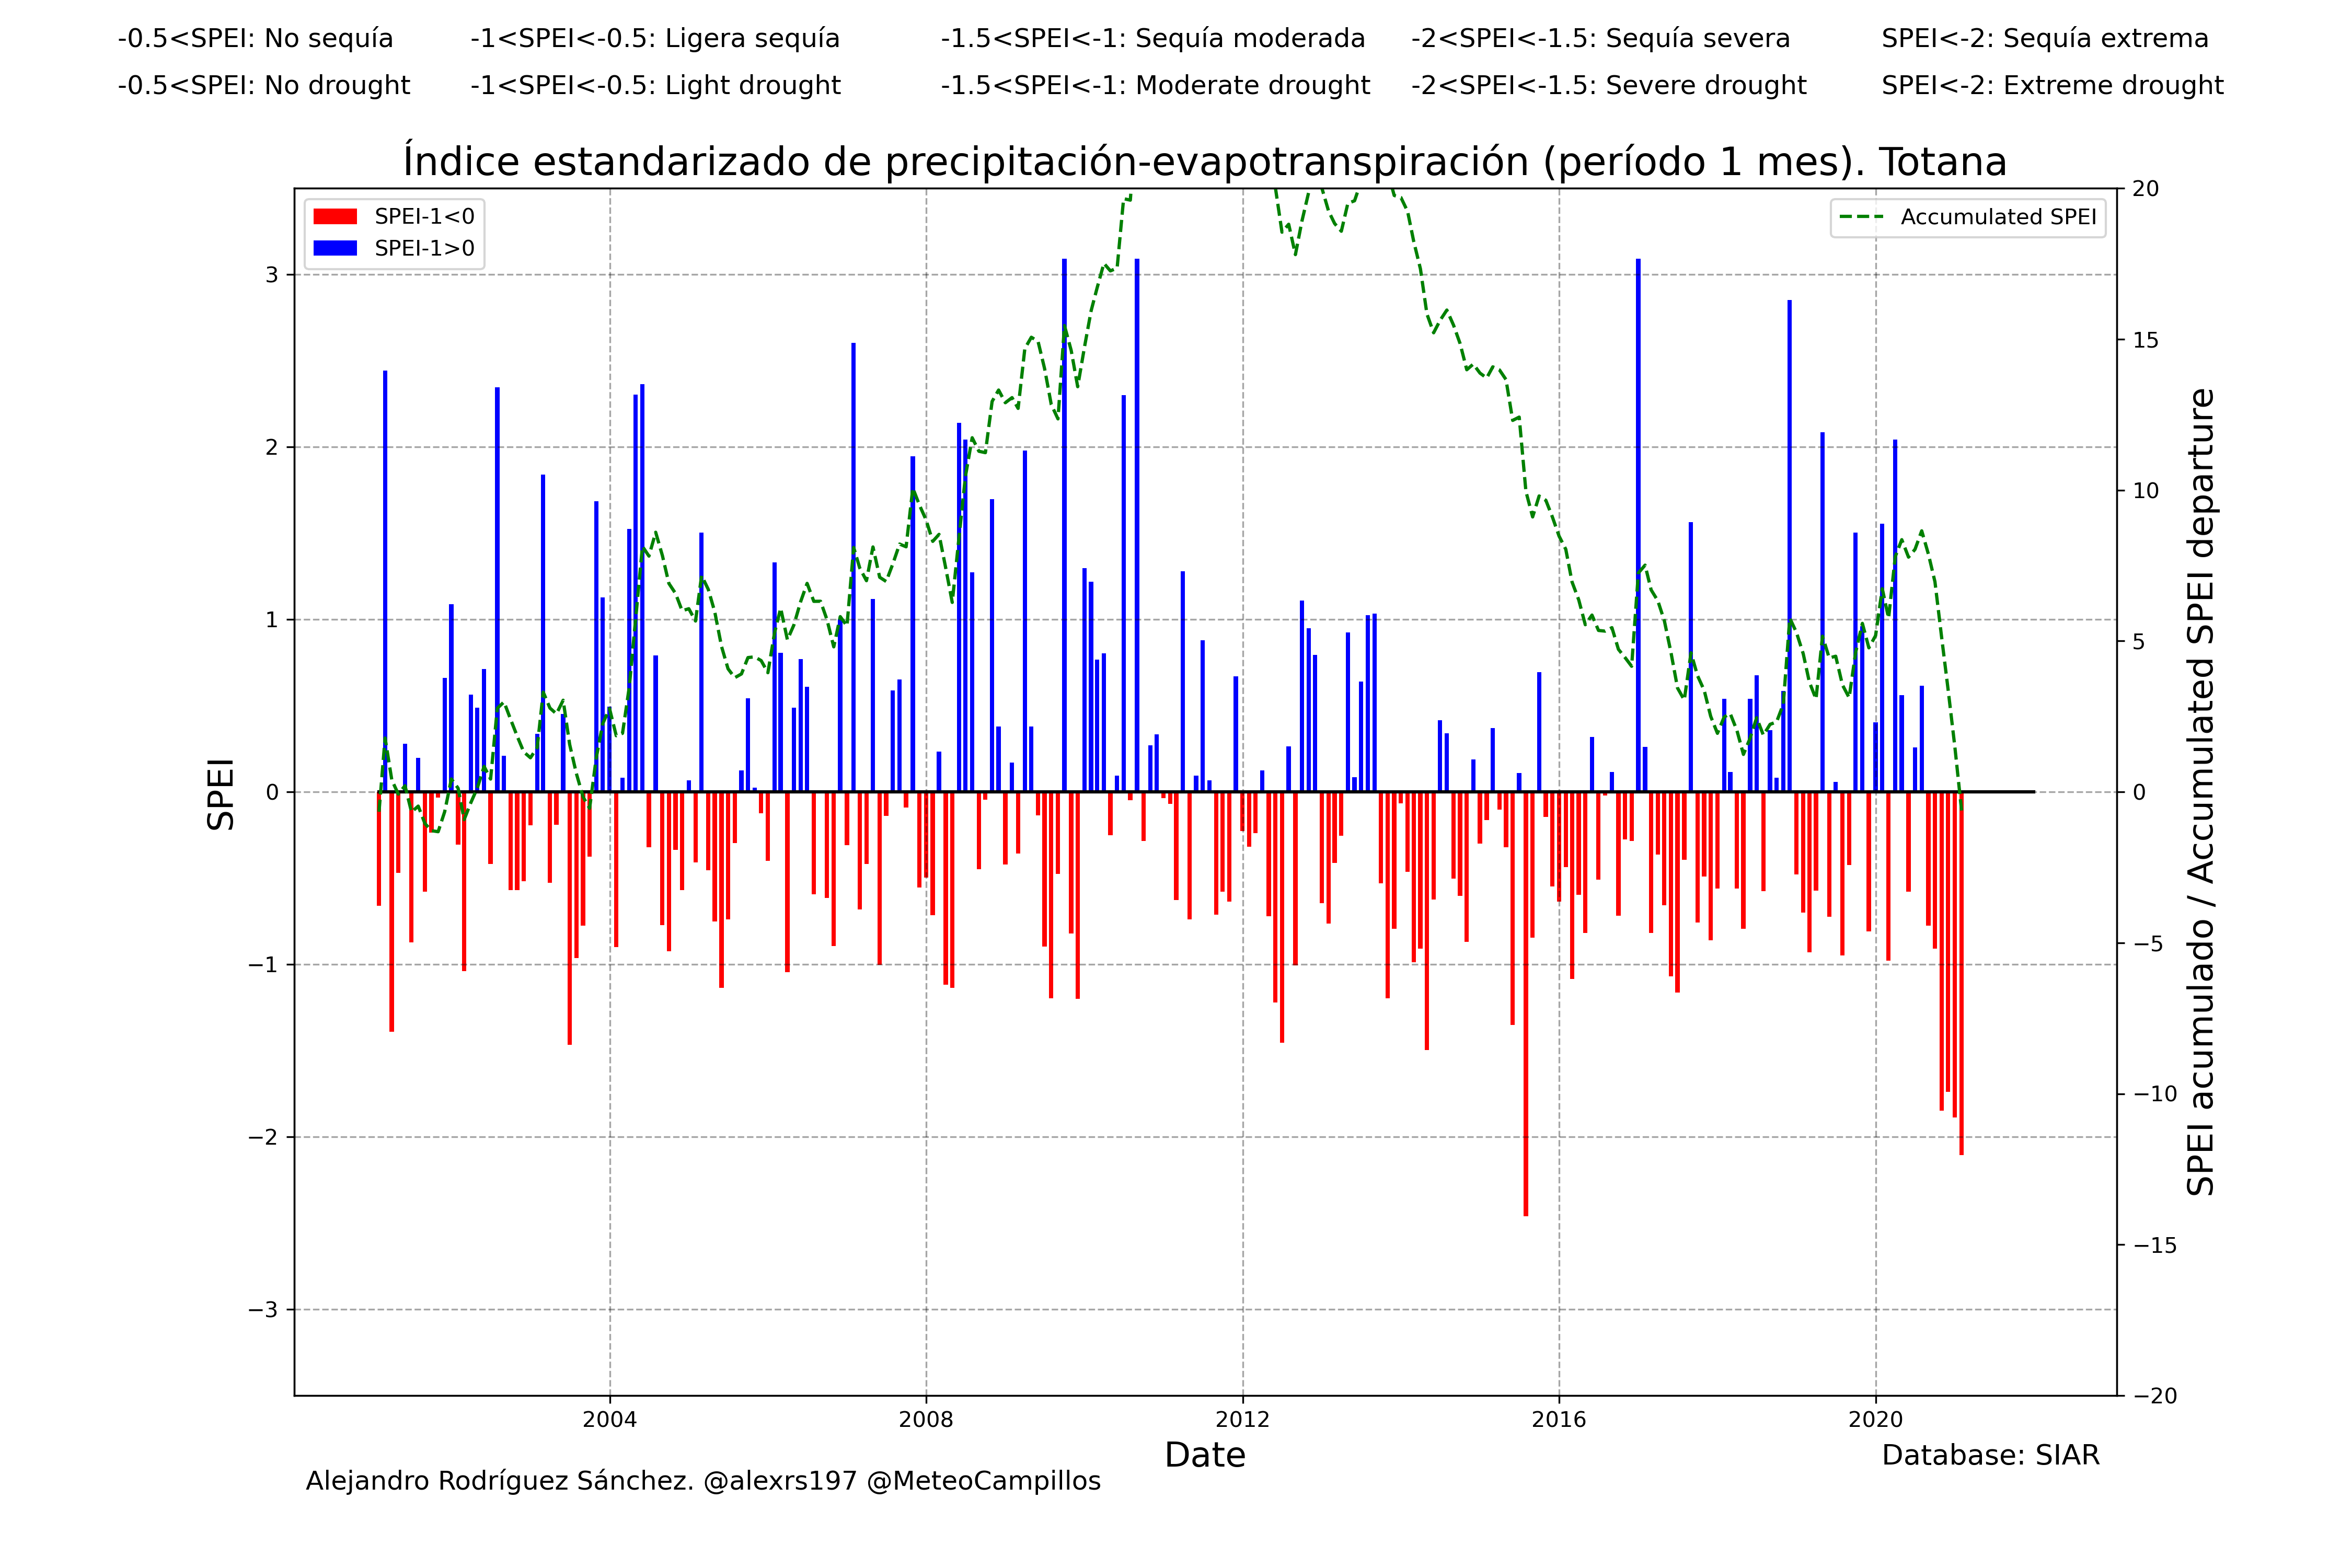 -0.5<SPEI: No sequía -1<SPEI<-0.5: Ligera sequía -1.5<SPEI<-1: Sequía moderada -2<SPEI<-1.5: Sequía severa SPEI<-2: Sequía extrema
-0.5<SPEI: No drought -1<SPEI<-0.5: Light drought -1.5<SPEI<-1: Moderate drought -2<SPEI<-1.5: Severe drought SPEI<-2: Extreme drought
Índice estandarizado de precipitación-evapotranspiración (período 1 mes). Totana
SPEI-1<0
SPEI-1>0
Accumulated SPEI
SPEI
3
2
1
0
−1
−2
−3
20
15
10
5
0
−5
−10
−15
−20
SPEI acumulado / Accumulated SPEI departure
2004 2008 2012 2016 2020
Date
Database: SIAR
Alejandro Rodríguez Sánchez. @alexrs197 @MeteoCampillos